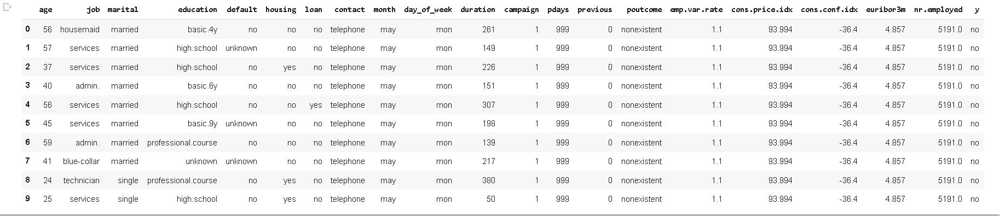 age job marital education default housing loan contact month day_of_week duration campaign pdays previous poutcome emp.var.rate cons.price.idx cons.conf.idx euribor3m nr.employed y
0 56 housemaid married basic.4y no no no telephone may mon 261 1 999 0 nonexistent 1.1 93.994 -36.4 4.857 5191.0 no
1 57 services married high.school unknown no no telephone may mon 149 1 999 0 nonexistent 1.1 93.994 -36.4 4.857 5191.0 no
2 37 services married high.school no yes no telephone may mon 226 1 999 0 nonexistent 1.1 93.994 -36.4 4.857 5191.0 no
3 40 admin. married basic.6y no no no telephone may mon 151 1 999 0 nonexistent 1.1 93.994 -36.4 4.857 5191.0 no
4 56 services married high.school no no yes telephone may mon 307 1 999 0 nonexistent 1.1 93.994 -36.4 4.857 5191.0 no
5 45 services married basic.9y unknown no no telephone may mon 198 1 999 0 nonexistent 1.1 93.994 -36.4 4.857 5191.0 no
6 59 admin. married professional.course no no no telephone may mon 139 1 999 0 nonexistent 1.1 93.994 -36.4 4.857 5191.0 no
7 41 blue-collar married unknown unknown no no telephone may mon 217 1 999 0 nonexistent 1.1 93.994 -36.4 4.857 5191.0 no
8 24 technician single professional.course no yes no telephone may mon 380 1 999 0 nonexistent 1.1 93.994 -36.4 4.857 5191.0 no
9 25 services single high.school no yes no telephone may mon 50 1 999 0 nonexistent 1.1 93.994 -36.4 4.857 5191.0 no